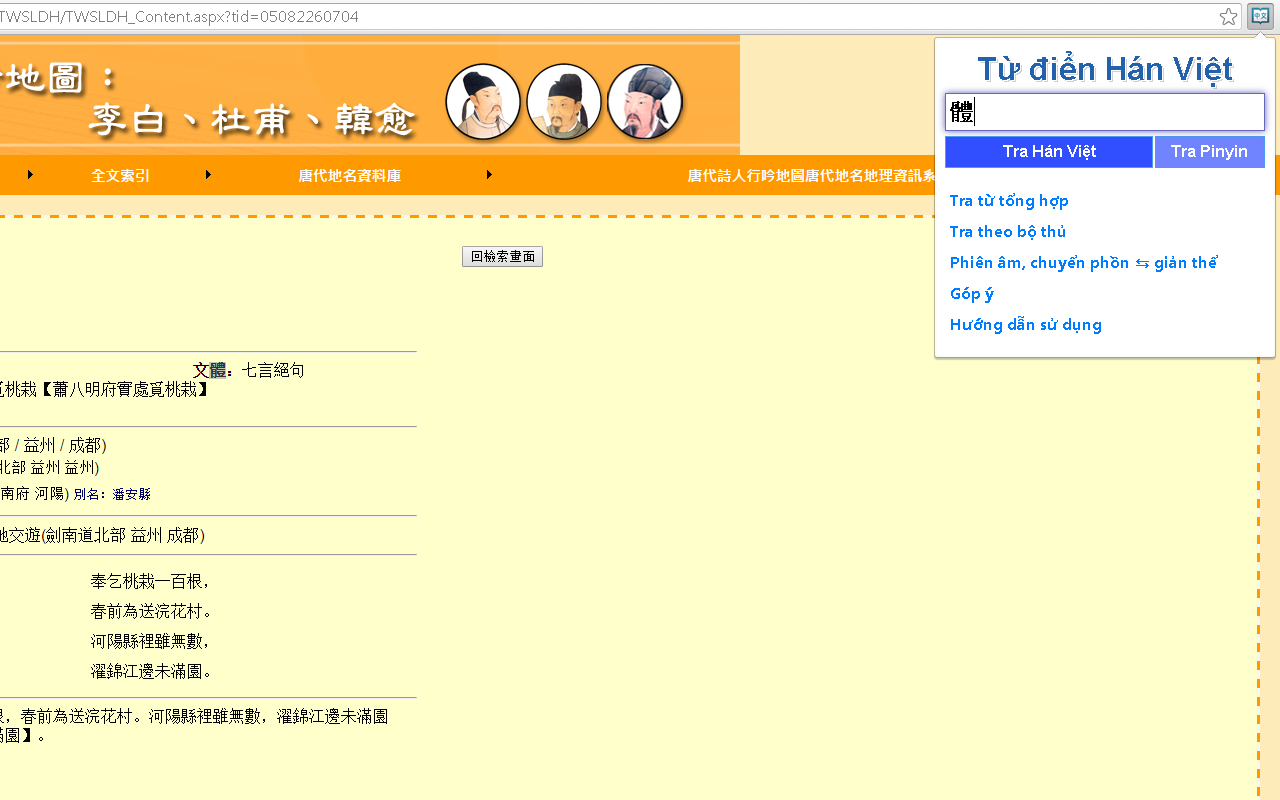 TWSLDH/TWSLDH_Content.aspx?tid=05082260704
地圖：
李白、杜甫、韓愈
全文索引
唐代地名資料庫
唐代詩人行吟地圖唐代地名地理資訊系
Từ điển Hán Việt
體
Tra Hán Việt
Tra Pinyin
Tra từ tổng hợp
Tra theo bộ thủ
Phiên âm, chuyển phồn ⇆ giản thể
Góp ý
Hướng dẫn sử dụng
回檢索畫面
文體：七言絕句
覓桃栽【蕭八明府實處覓桃栽】
部 / 益州 / 成都)
北部 益州 益州)
南府 河陽) 別名：潘安縣
地交遊(劍南道北部 益州 成都)
奉乞桃栽一百根，
春前為送浣花村。
河陽縣裡雖無數，
濯錦江邊未滿園。
根，春前為送浣花村。河陽縣裡雖無數，濯錦江邊未滿園
滿園】。